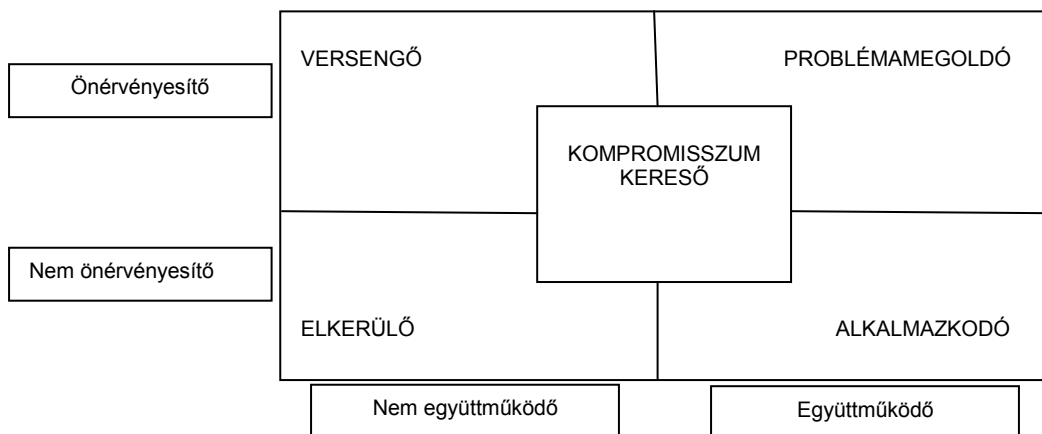 VERSENGŐ
PROBLÉMAMEGOLDÓ
Önérvényesítő
KOMPROMISSZUM
KERESŐ
Nem önérvényesítő
ELKERÜLŐ
ALKALMAZKODÓ
Nem együttműködő
Együttműködő